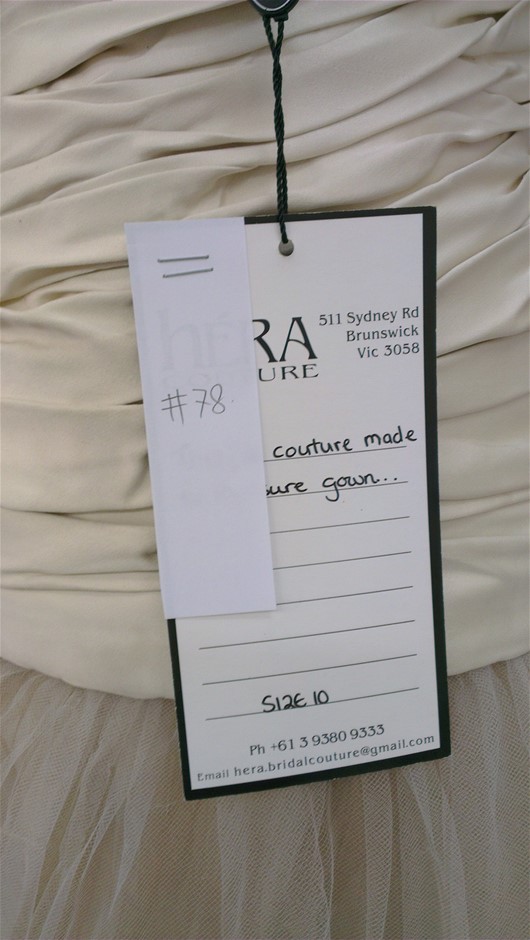 #78.
RA
URE
511 Sydney Rd
Brunswick
Vic 3058
couture made
sure gown...
SIZE 10
Ph +61 3 9380 9333
Email hera.bridalcouture@gmail.com